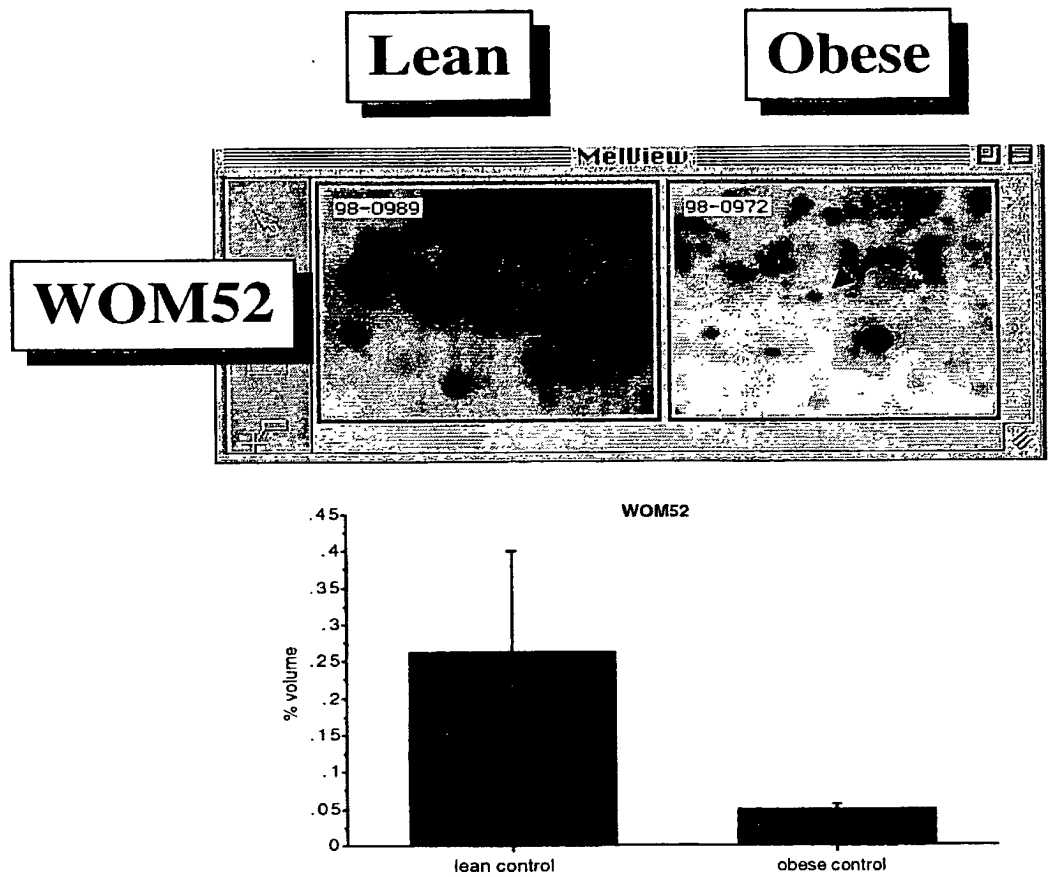 Lean
Obese
MelView
98-0989
98-0972
WOM52
WOM52
.45
.4
.35
.3
.25
.2
.15
.1
.05
0
% volume
lean control
obese control